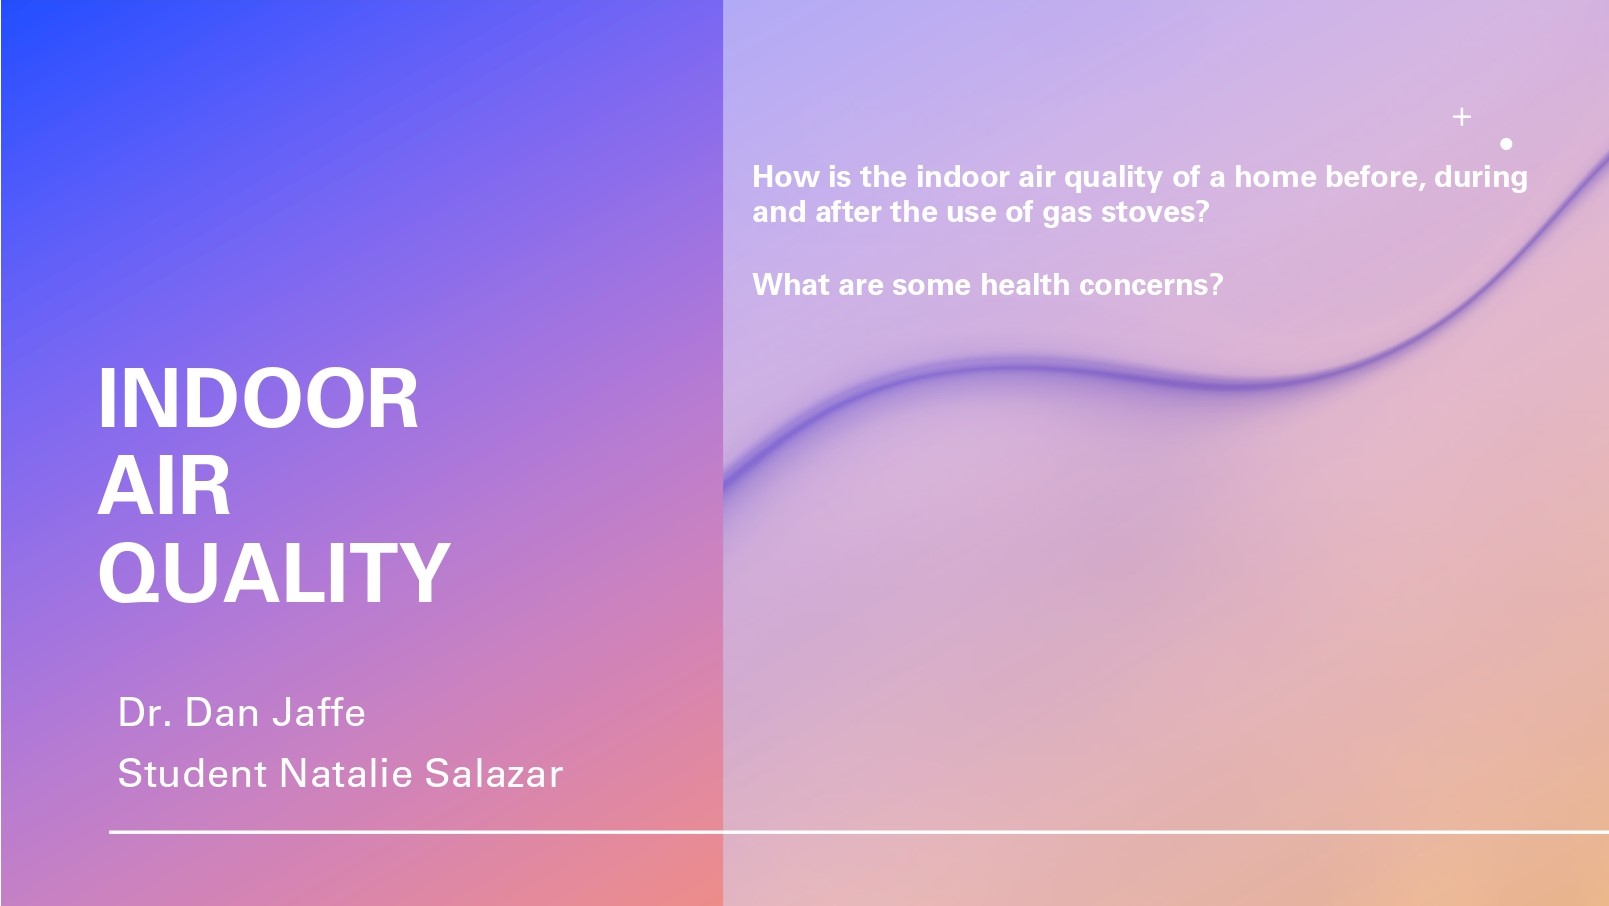 INDOOR
AIR
QUALITY
Dr. Dan Jaffe
Student Natalie Salazar
How is the indoor air quality of a home before, during
and after the use of gas stoves?
What are some health concerns?